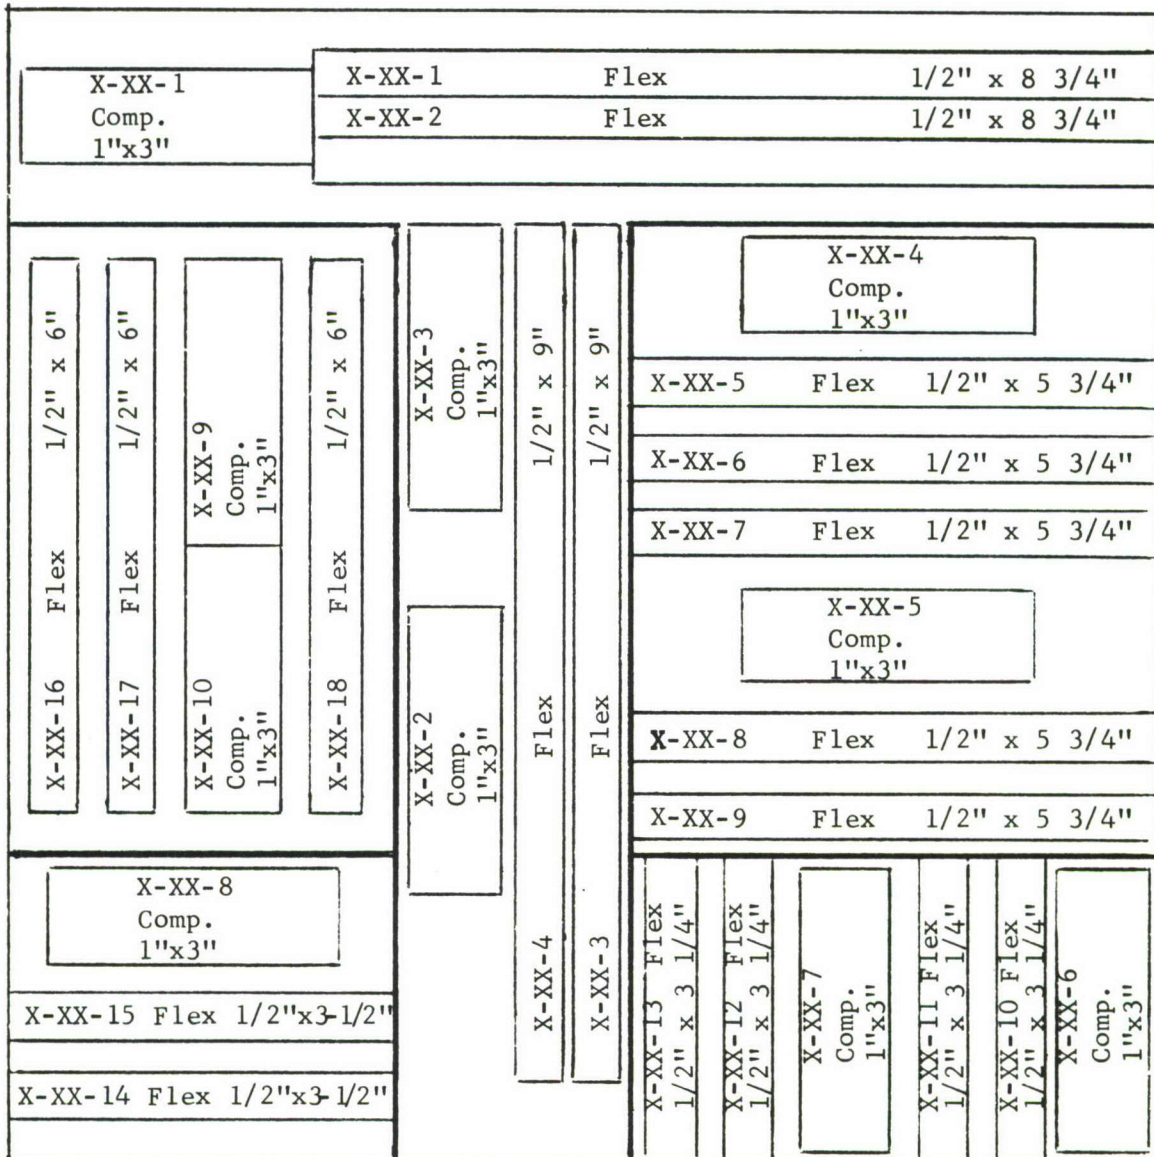 X-XX-1
Comp.
1"x3"
X-XX-1 Flex 1/2" x 8 3/4"
X-XX-2 Flex 1/2" x 8 3/4"
X-XX-16 Flex 1/2" x 6"
X-XX-17 Flex 1/2" x 6"
X-XX-9
Comp.
1"x3"
X-XX-10
Comp.
1"x3"
X-XX-18 Flex 1/2" x 6"
X-XX-3
Comp.
1"x3"
X-XX-2
Comp.
1"x3"
X-XX-4 Flex 1/2" x 9"
X-XX-3 Flex 1/2" x 9"
X-XX-4
Comp.
1"x3"
X-XX-5 Flex 1/2" x 5 3/4"
X-XX-6 Flex 1/2" x 5 3/4"
X-XX-7 Flex 1/2" x 5 3/4"
X-XX-5
Comp.
1"x3"
X-XX-8 Flex 1/2" x 5 3/4"
X-XX-9 Flex 1/2" x 5 3/4"
X-XX-8
Comp.
1"x3"
X-XX-15 Flex 1/2"x3-1/2"
X-XX-14 Flex 1/2"x3-1/2"
X-XX-13 Flex
1/2" x 3 1/4"
X-XX-12 Flex
1/2" x 3 1/4"
X-XX-7
Comp.
1"x3"
X-XX-11 Flex
1/2" x 3 1/4"
X-XX-10 Flex
1/2" x 3 1/4"
X-XX-6
Comp.
1"x3"